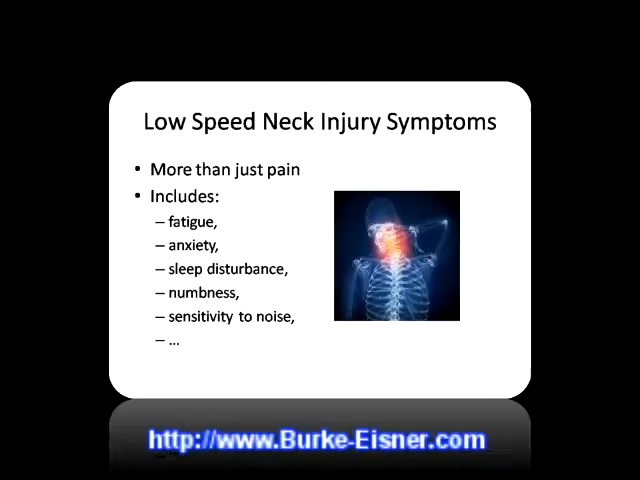 Low Speed Neck Injury Symptoms
• More than just pain
• Includes:
– fatigue,
– anxiety,
– sleep disturbance,
– numbness,
– sensitivity to noise,
– ...
http://www.Burke-Eisner.com